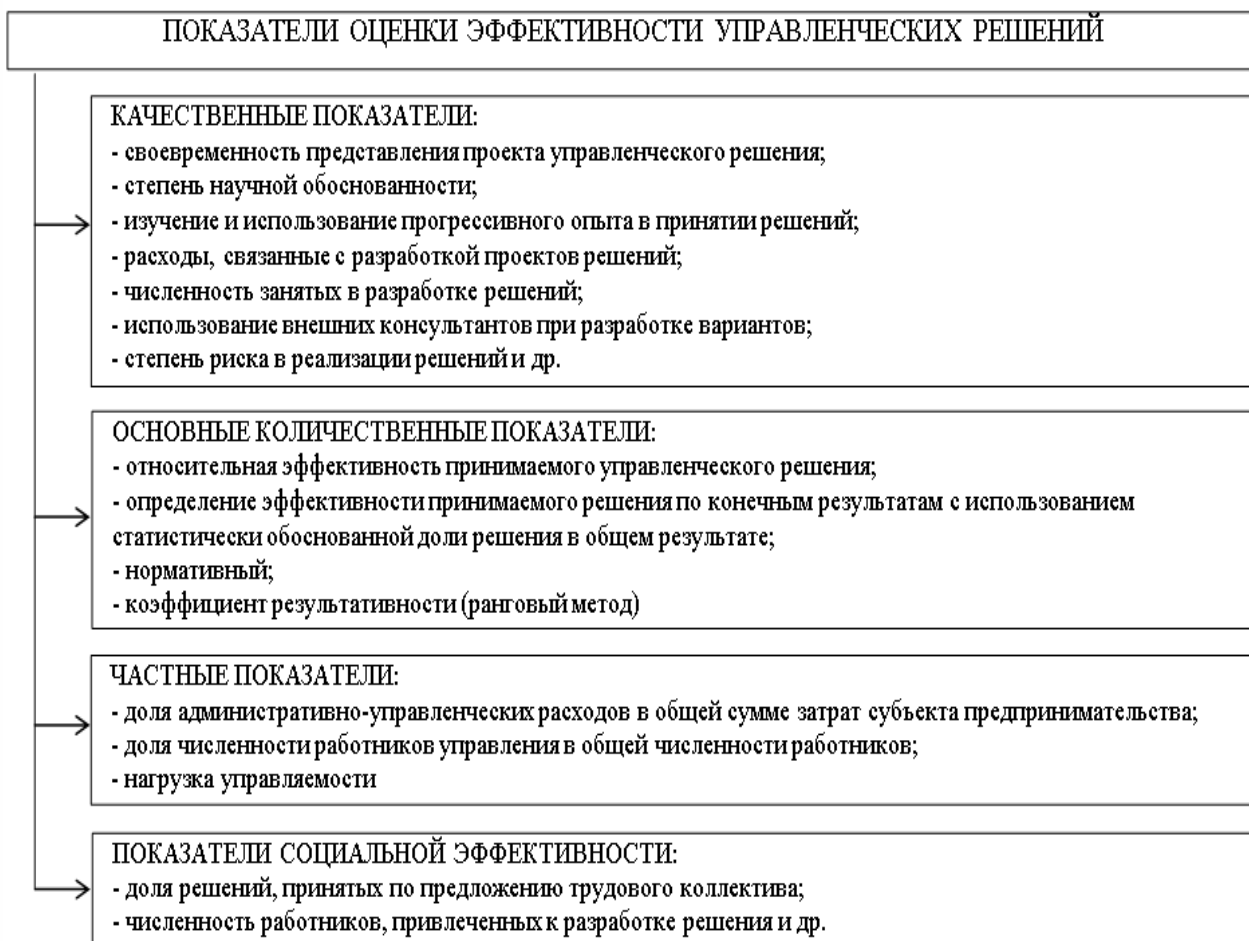 ПОКАЗАТЕЛИ ОЦЕНКИ ЭФФЕКТИВНОСТИ УПРАВЛЕНЧЕСКИХ РЕШЕНИЙ
КАЧЕСТВЕННЫЕ ПОКАЗАТЕЛИ:
- своевременность представления проекта управленческого решения;
- степень научной обоснованности;
- изучение и использование прогрессивного опыта в принятии решений;
- расходы, связанные с разработкой проектов решений;
- численность занятых в разработке решений;
- использование внешних консультантов при разработке вариантов;
- степень риска в реализации решений и др.
ОСНОВНЫЕ КОЛИЧЕСТВЕННЫЕ ПОКАЗАТЕЛИ:
- относительная эффективность принимаемого управленческого решения;
- определение эффективности принимаемого решения по конечным результатам с использованием
статистически обоснованной доли решения в общем результате;
- нормативный;
- коэффициент результативности (ранговый метод)
ЧАСТНЫЕ ПОКАЗАТЕЛИ:
- доля административно-управленческих расходов в общей сумме затрат субъекта предпринимательства;
- доля численности работников управления в общей численности работников;
- нагрузка управляемости
ПОКАЗАТЕЛИ СОЦИАЛЬНОЙ ЭФФЕКТИВНОСТИ:
- доля решений, принятых по предложению трудового коллектива;
- численность работников, привлеченных к разработке решения и др.